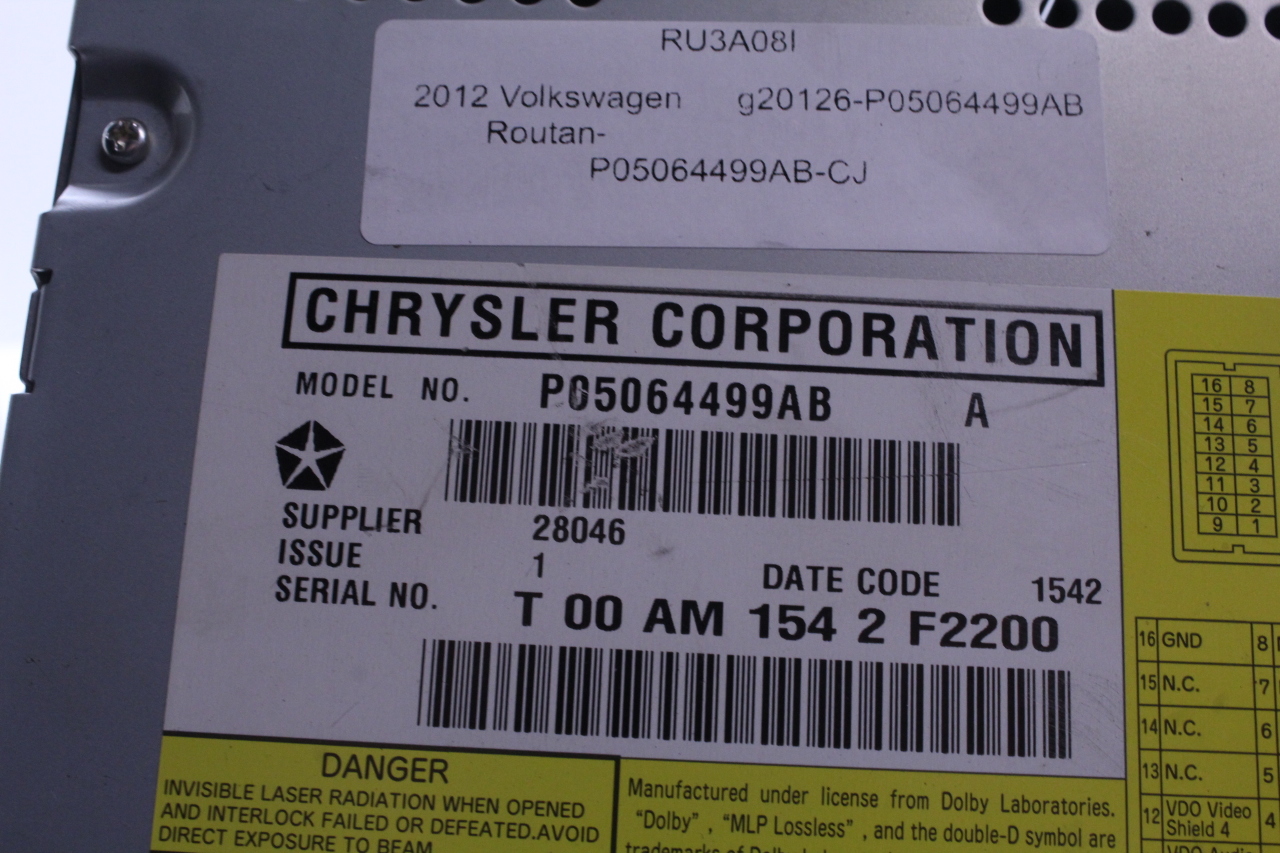 RU3A08I
2012 Volkswagen g20126-P05064499AB
Routan-
P05064499AB-CJ
CHRYSLER CORPORATION
MODEL NO. P05064499AB A
SUPPLIER 28046
ISSUE 1 DATE CODE 1542
SERIAL NO. T 00 AM 154 2 F2200
16 8
15 7
14 6
13 5
12 4
11 3
10 2
9 1
16 GND 8
15 N.C. 7
14 N.C. 6
13 N.C. 5
12 VDO Video Shield 4 4
VDO
DANGER
INVISIBLE LASER RADIATION WHEN OPENED
AND INTERLOCK FAILED OR DEFEATED.AVOID
DIRECT EXPOSURE TO BEAM
Manufactured under license from Dolby Laboratories.
"Dolby" , "MLP Lossless" , and the double-D symbol are
trademarks of